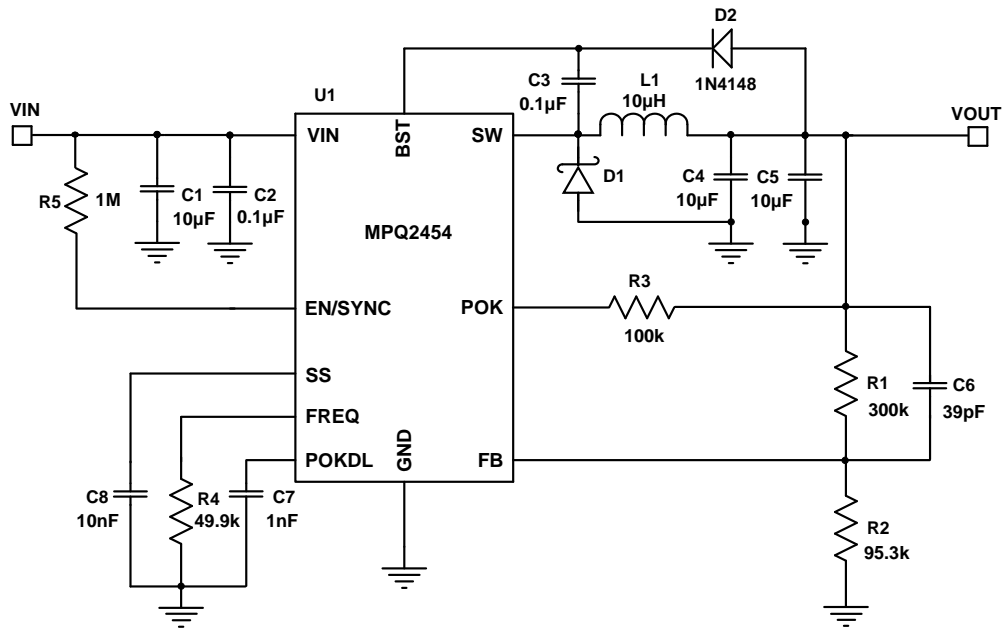 D2
1N4148
C3
0.1µF
L1
10µH
U1
VIN
VOUT
VIN
BST
SW
D1
C4
10µF
C5
10µF
R5
1M
C1
10µF
C2
0.1µF
MPQ2454
EN/SYNC
POK
R3
100k
SS
R1
300k
C6
39pF
FREQ
POKDL
GND
FB
C8
10nF
R4
49.9k
C7
1nF
R2
95.3k